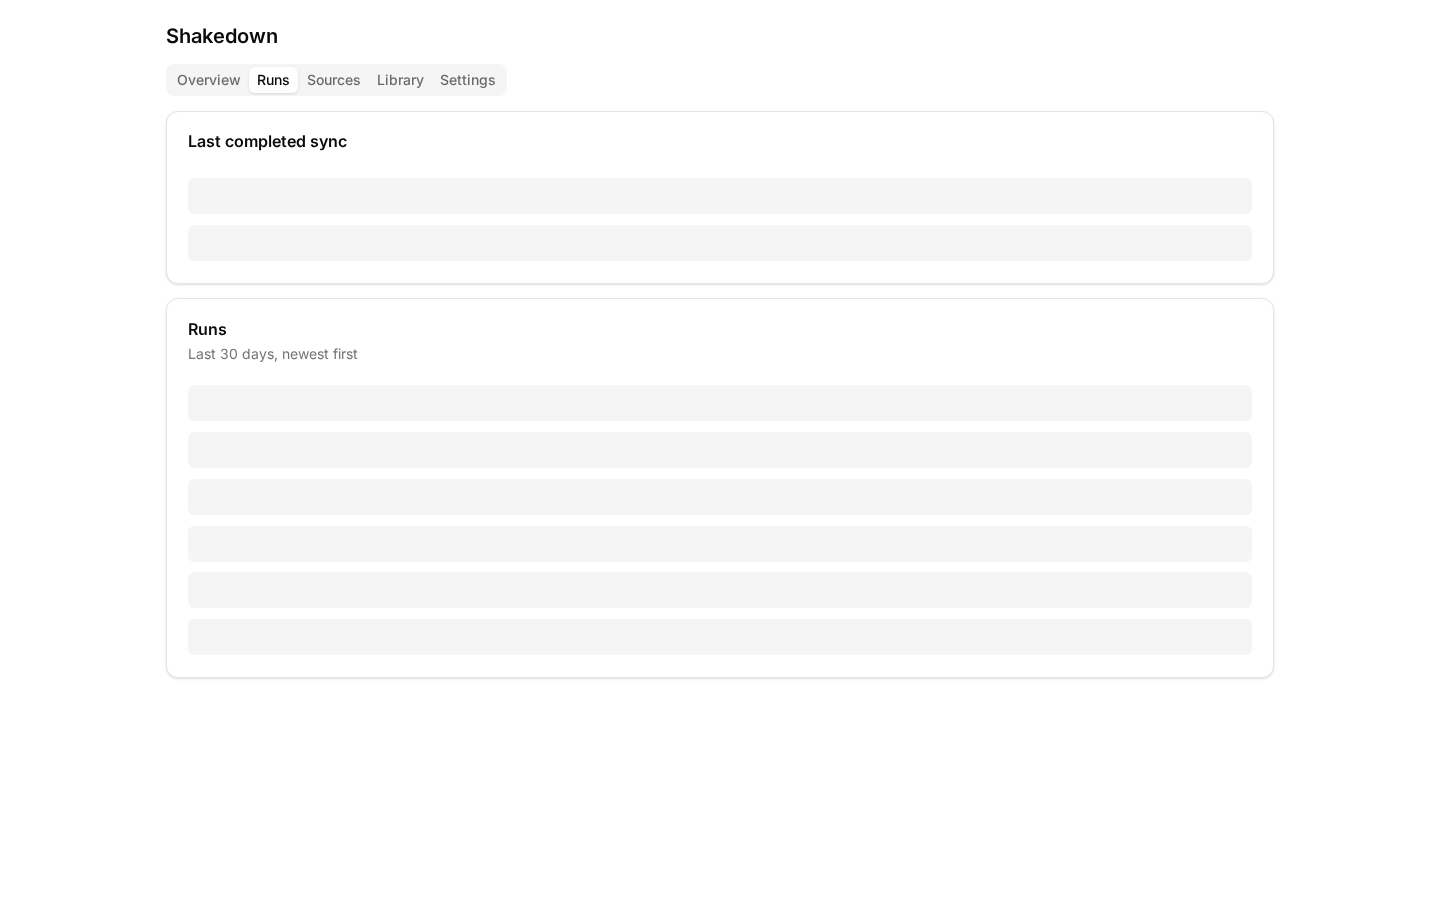 Shakedown
Overview Runs Sources Library Settings
Last completed sync
Runs
Last 30 days, newest first